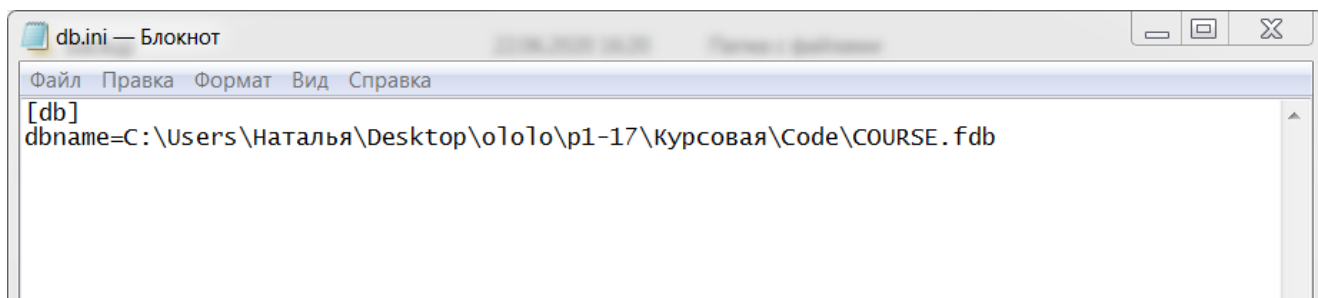 db.ini — Блокнот
Файл Правка Формат Вид Справка
[db]
dbname=C:\Users\Наталья\Desktop\ololo\p1-17\Курсовая\Code\COURSE.fdb